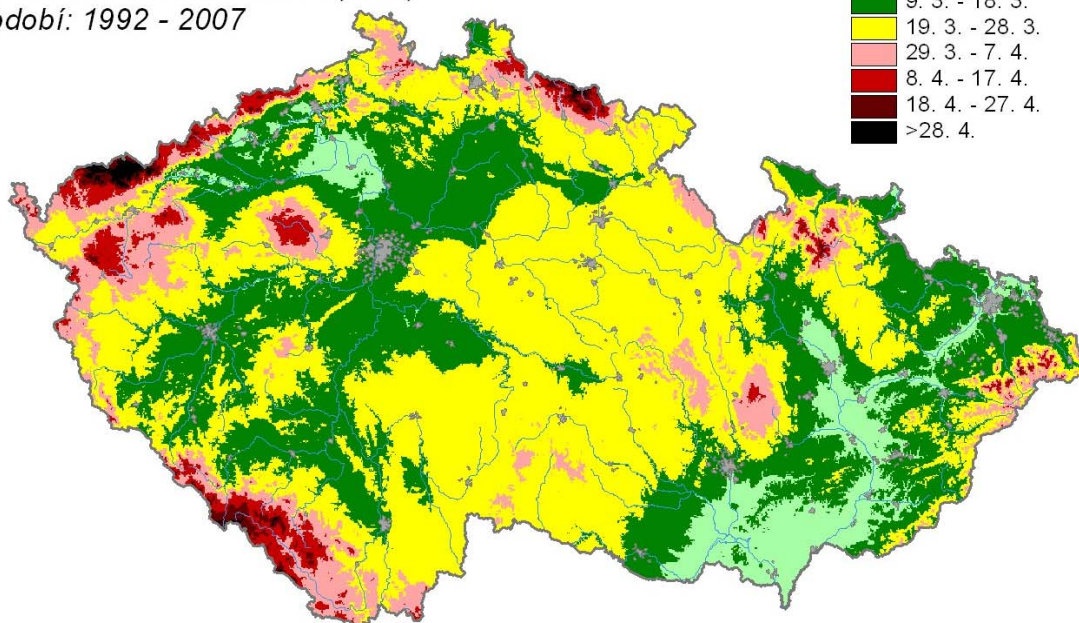 období: 1992 - 2007
9. 3. - 18. 3.
19. 3. - 28. 3.
29. 3. - 7. 4.
8. 4. - 17. 4.
18. 4. - 27. 4.
>28. 4.